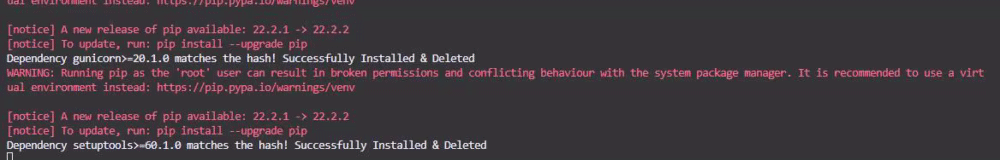 ual environment instead: https://pip.pypa.io/warnings/venv
[notice] A new release of pip available: 22.2.1 -> 22.2.2
[notice] To update, run: pip install --upgrade pip
Dependency gunicorn>=20.1.0 matches the hash! Successfully Installed & Deleted
WARNING: Running pip as the 'root' user can result in broken permissions and conflicting behaviour with the system package manager. It is recommended to use a virt
ual environment instead: https://pip.pypa.io/warnings/venv
[notice] A new release of pip available: 22.2.1 -> 22.2.2
[notice] To update, run: pip install --upgrade pip
Dependency setuptools>=60.1.0 matches the hash! Successfully Installed & Deleted